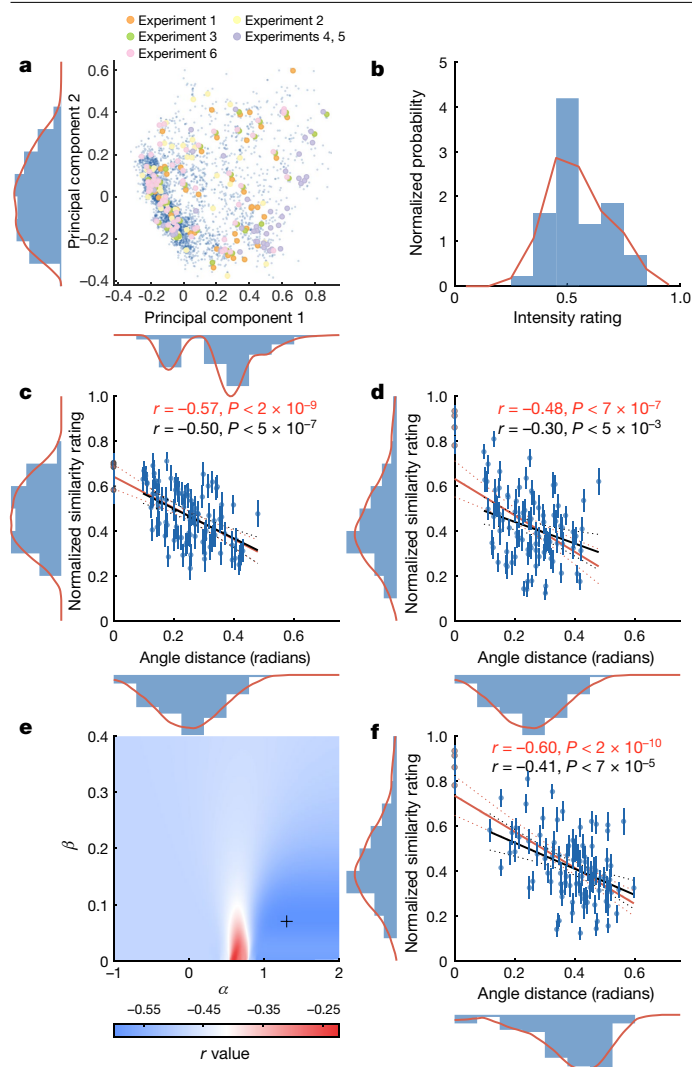 Experiment 1 Experiment 2
Experiment 3 Experiments 4, 5
Experiment 6
a
Principal component 2
0.6
0.4
0.2
0
−0.2
−0.4
-0.4 -0.2 0 0.2 0.4 0.6 0.8
Principal component 1
b
Normalized probability
5
4
3
2
1
0
0 0.5 1.0
Intensity rating
c
Normalized similarity rating
1.0
0.8
0.6
0.4
0.2
0
r = −0.57, P < 2 × 10−9
r = −0.50, P < 5 × 10−7
0 0.2 0.4 0.6
Angle distance (radians)
d
Normalized similarity rating
1.0
0.8
0.6
0.4
0.2
0
r = −0.48, P < 7 × 10−7
r = −0.30, P < 5 × 10−3
0 0.2 0.4 0.6
Angle distance (radians)
e
β
0.4
0.3
0.2
0.1
0
−1 0 1 2
α
−0.55 −0.45 −0.35 −0.25
r value
f
Normalized similarity rating
1.0
0.8
0.6
0.4
0.2
0
r = −0.60, P < 2 × 10−10
r = −0.41, P < 7 × 10−5
0 0.2 0.4 0.6
Angle distance (radians)